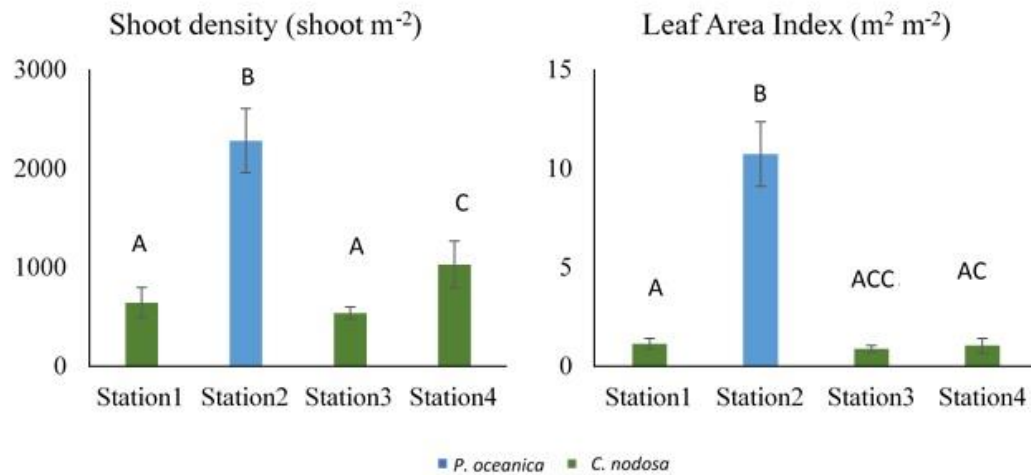 Shoot density (shoot m⁻²)
3000
2000
1000
0
A
B
A
C
Station1 Station2 Station3 Station4
Leaf Area Index (m² m⁻²)
15
10
5
0
A
B
ACC
AC
Station1 Station2 Station3 Station4
P. oceanica C. nodosa